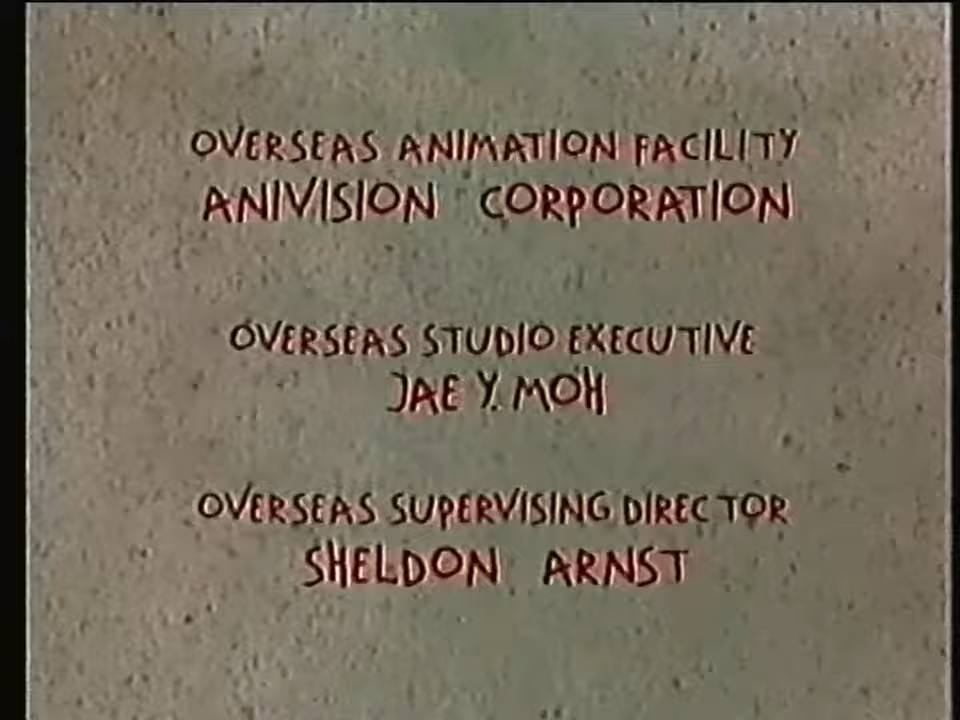 OVERSEAS ANIMATION FACILITY
ANIVISION CORPORATION
OVERSEAS STUDIO EXECUTIVE
JAE Y. MOH
OVERSEAS SUPERVISING DIRECTOR
SHELDON ARNST